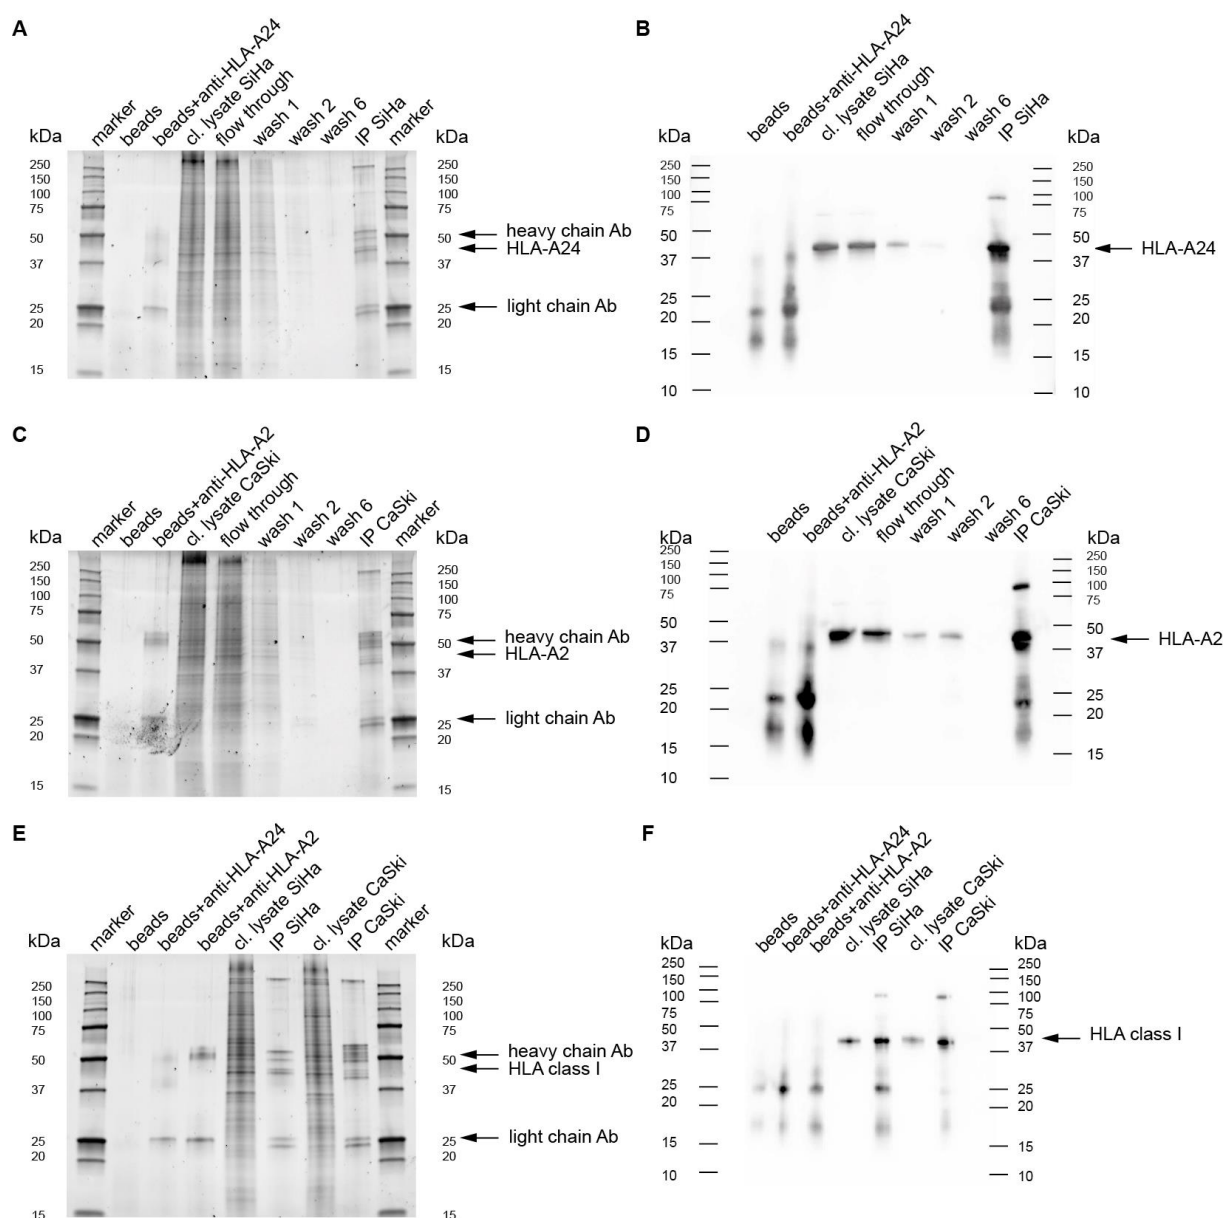 A
kDa
marker
beads
beads+anti-HLA-A24
cl. lysate SiHa
flow through
wash 1
wash 2
wash 6
IP SiHa
marker
kDa
250
150
100
75
50
37
25
20
15
250
150
100
75
50
37
25
20
15
heavy chain Ab
HLA-A24
light chain Ab
B
kDa
beads
beads+anti-HLA-A24
cl. lysate SiHa
flow through
wash 1
wash 2
wash 6
IP SiHa
kDa
250
150
100
75
50
37
25
20
15
10
250
150
100
75
50
37
25
20
15
10
HLA-A24
C
kDa
marker
beads
beads+anti-HLA-A2
cl. lysate CaSki
flow through
wash 1
wash 2
wash 6
IP CaSki
marker
kDa
250
150
100
75
50
37
25
20
15
250
150
100
75
50
37
25
20
15
heavy chain Ab
HLA-A2
light chain Ab
D
kDa
beads
beads+anti-HLA-A2
cl. lysate CaSki
flow through
wash 1
wash 2
wash 6
IP CaSki
kDa
250
150
100
75
50
37
25
20
15
10
250
150
100
75
50
37
25
20
15
HLA-A2
E
kDa
marker
beads
beads+anti-HLA-A24
beads+anti-HLA-A2
cl. lysate SiHa
IP SiHa
cl. lysate CaSki
IP CaSki
marker
kDa
250
150
100
75
50
37
25
20
15
250
150
100
75
50
37
25
20
15
heavy chain Ab
HLA class I
light chain Ab
F
kDa
beads
beads+anti-HLA-A24
beads+anti-HLA-A2
cl. lysate SiHa
IP SiHa
cl. lysate CaSki
IP CaSki
kDa
250
150
100
75
50
37
25
20
15
10
250
150
100
75
50
37
25
20
15
10
HLA class I